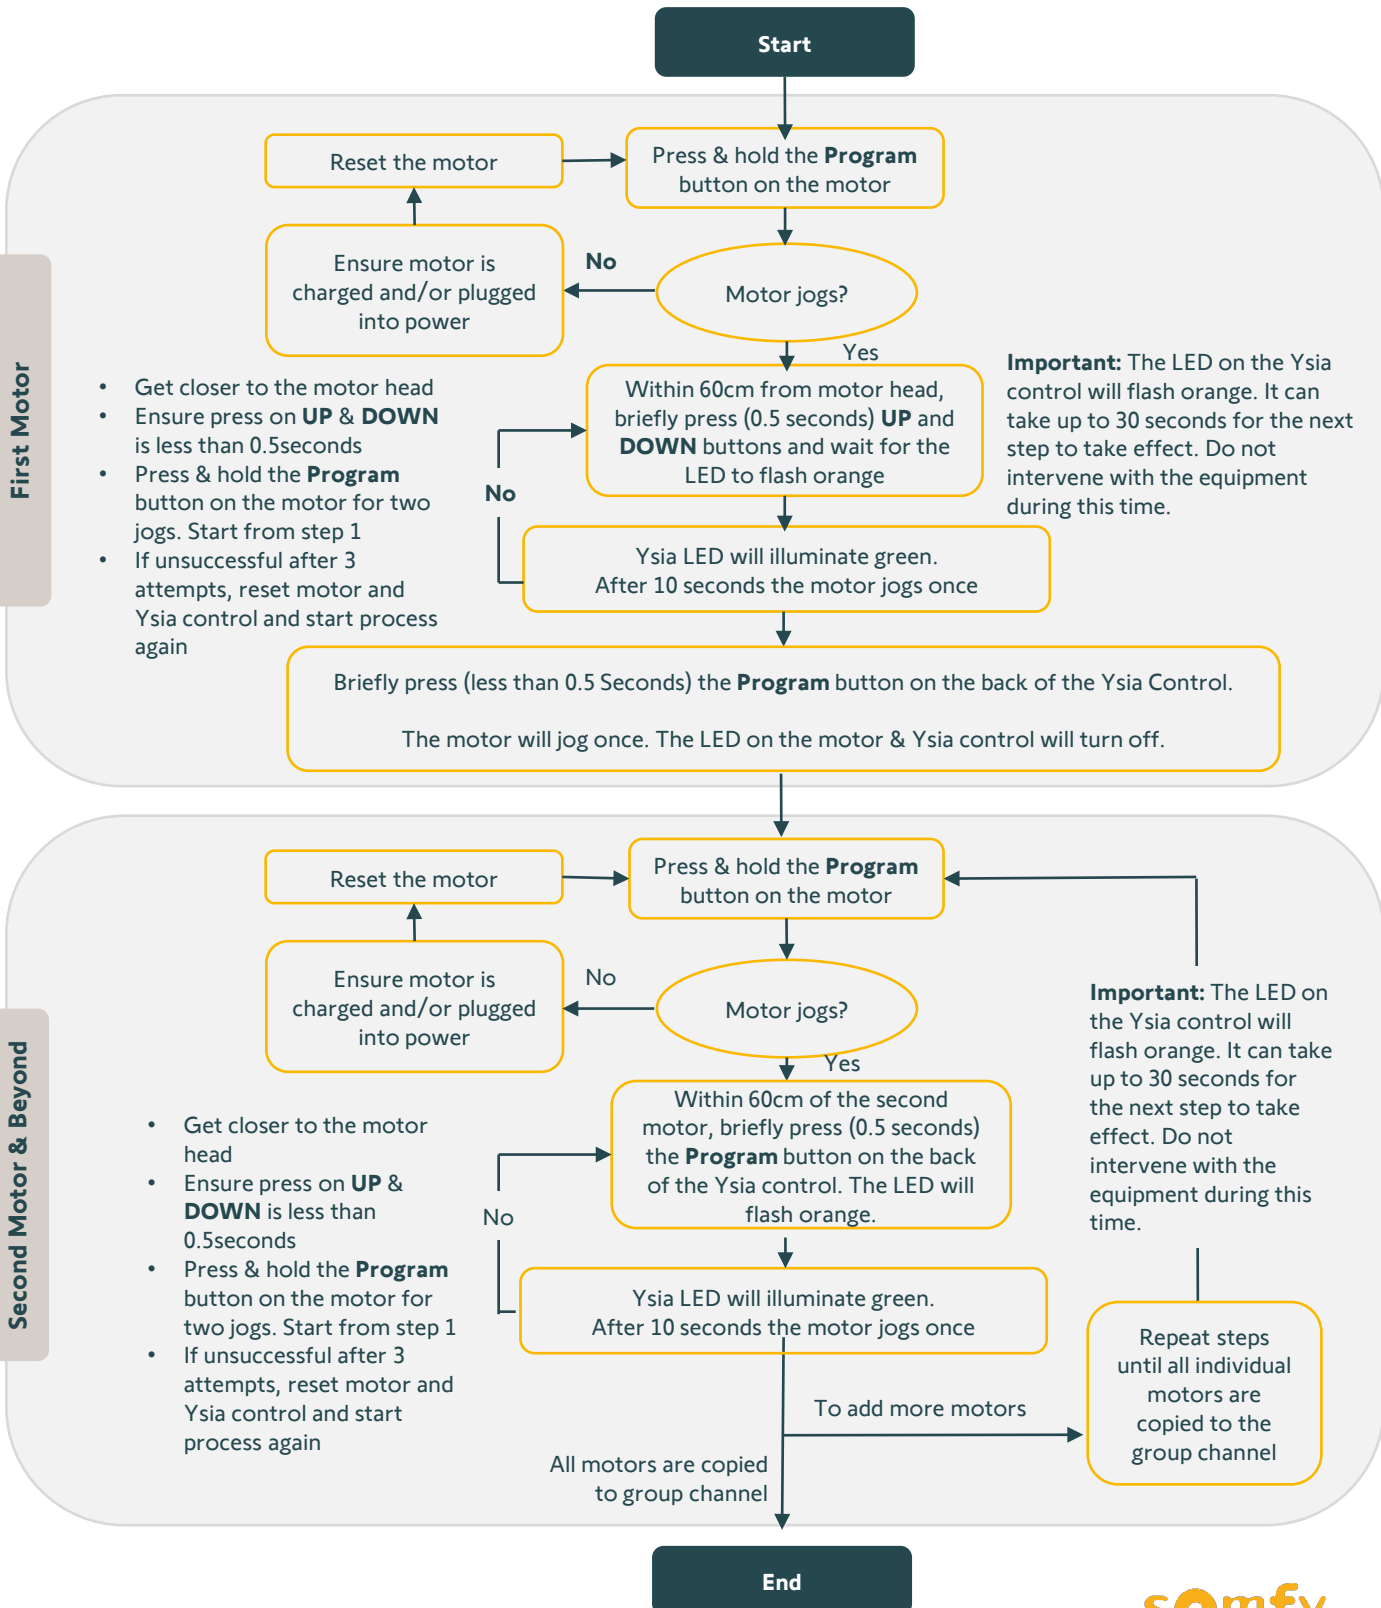 Start
Reset the motor
Press & hold the Program
button on the motor
Ensure motor is
charged and/or plugged
into power
No
Motor jogs?
Yes
First Motor
• Get closer to the motor head
• Ensure press on UP & DOWN
is less than 0.5seconds
• Press & hold the Program
button on the motor for two
jogs. Start from step 1
• If unsuccessful after 3
attempts, reset motor and
Ysia control and start process
again
No
Within 60cm from motor head,
briefly press (0.5 seconds) UP and
DOWN buttons and wait for the
LED to flash orange
Important: The LED on the Ysia
control will flash orange. It can
take up to 30 seconds for the next
step to take effect. Do not
intervene with the equipment
during this time.
Ysia LED will illuminate green.
After 10 seconds the motor jogs once
Briefly press (less than 0.5 Seconds) the Program button on the back of the Ysia Control.
The motor will jog once. The LED on the motor & Ysia control will turn off.
Reset the motor
Press & hold the Program
button on the motor
Ensure motor is
charged and/or plugged
into power
No
Motor jogs?
Yes
Second Motor & Beyond
• Get closer to the motor
head
• Ensure press on UP &
DOWN is less than
0.5seconds
• Press & hold the Program
button on the motor for
two jogs. Start from step 1
• If unsuccessful after 3
attempts, reset motor and
Ysia control and start
process again
No
Within 60cm of the second
motor, briefly press (0.5 seconds)
the Program button on the back
of the Ysia control. The LED will
flash orange.
Important: The LED on
the Ysia control will
flash orange. It can take
up to 30 seconds for
the next step to take
effect. Do not
intervene with the
equipment during this
time.
Ysia LED will illuminate green.
After 10 seconds the motor jogs once
Repeat steps
until all individual
motors are
copied to the
group channel
To add more motors
All motors are copied
to group channel
End
somfy